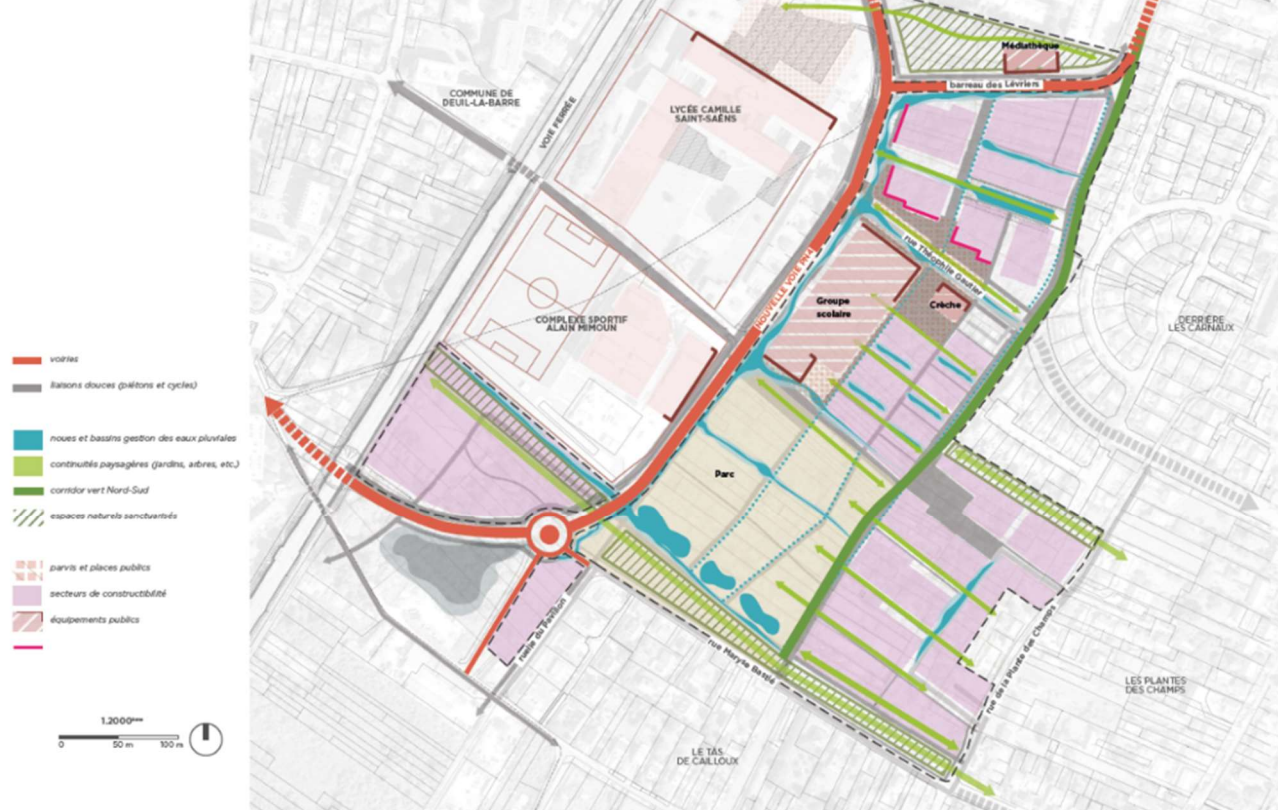 COMMUNE DE
DEUIL-LA-BARRE
VOIE FERRÉE
LYCÉE CAMILLE
SAINT-SAËNS
Médiathèque
barreau des Lévriers
COMPLEXE SPORTIF
ALAIN MIMOUN
NOUVELLE VOIE
rue Théophile Gautier
Groupe
scolaire
Crèche
DERRIÈRE
LES CARNAUX
Parc
voiries
liaisons douces (piétons et cycles)
noues et bassins gestion des eaux pluviales
continuités paysagères (jardins, arbres, etc.)
corridor vert Nord-Sud
espaces naturels sanctuarisés
parvis et places publics
secteurs de constructibilité
équipements publics
ruelle du Pavillon
rue Maryse Bastié
rue de la Plante des Champs
LES PLANTES
DES CHAMPS
LE TAS
DE CAILLOUX
1.2000ème
0 50 m 100 m